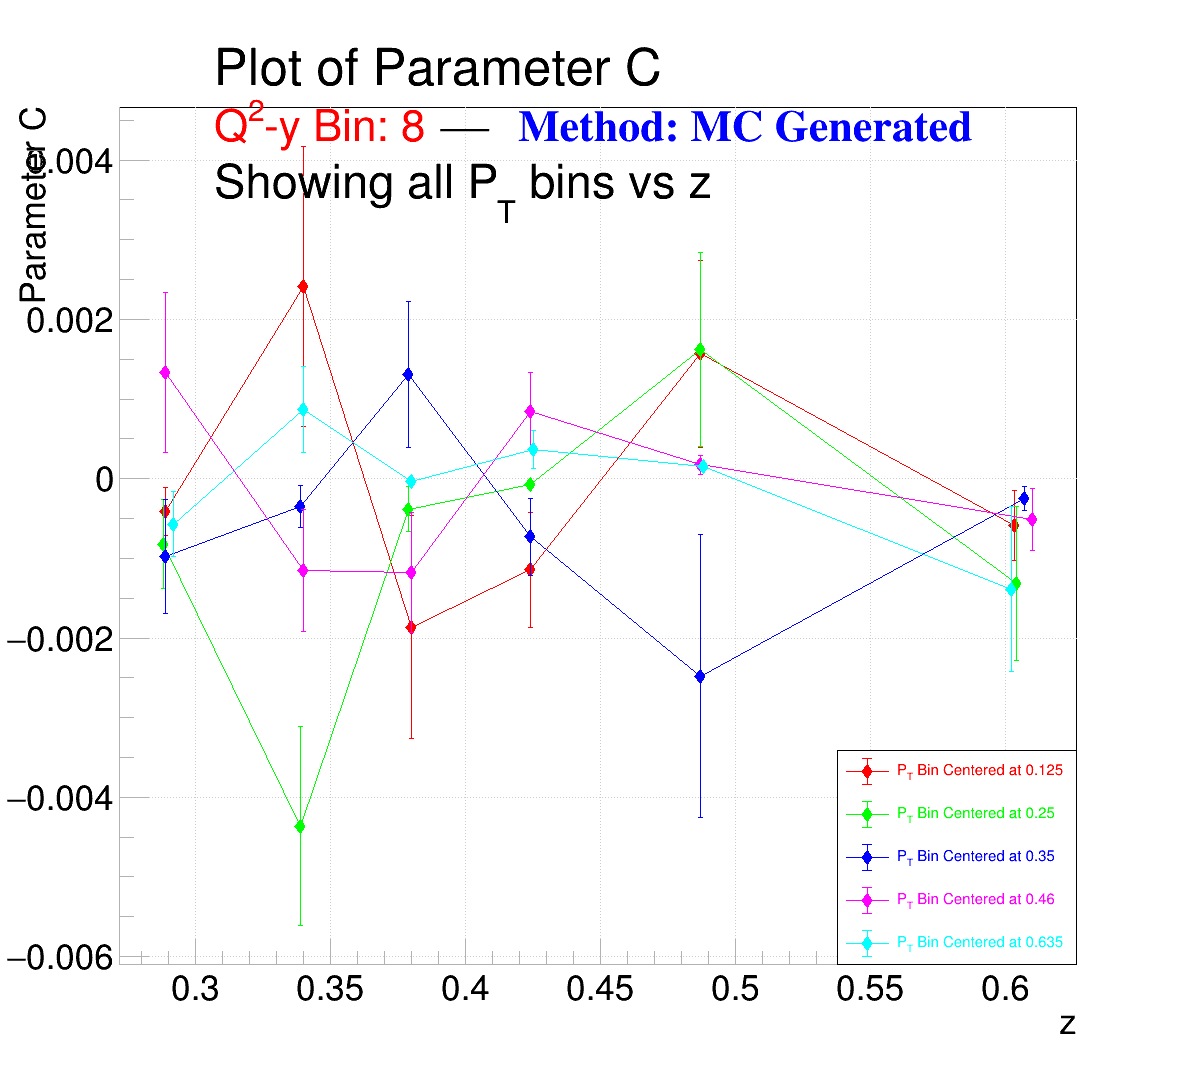 Plot of Parameter C
Q2-y Bin: 8 — Method: MC Generated
Showing all PT bins vs z
Parameter C
0.004
0.002
0
−0.002
−0.004
−0.006
0.3 0.35 0.4 0.45 0.5 0.55 0.6
z
PT Bin Centered at 0.125
PT Bin Centered at 0.25
PT Bin Centered at 0.35
PT Bin Centered at 0.46
PT Bin Centered at 0.635